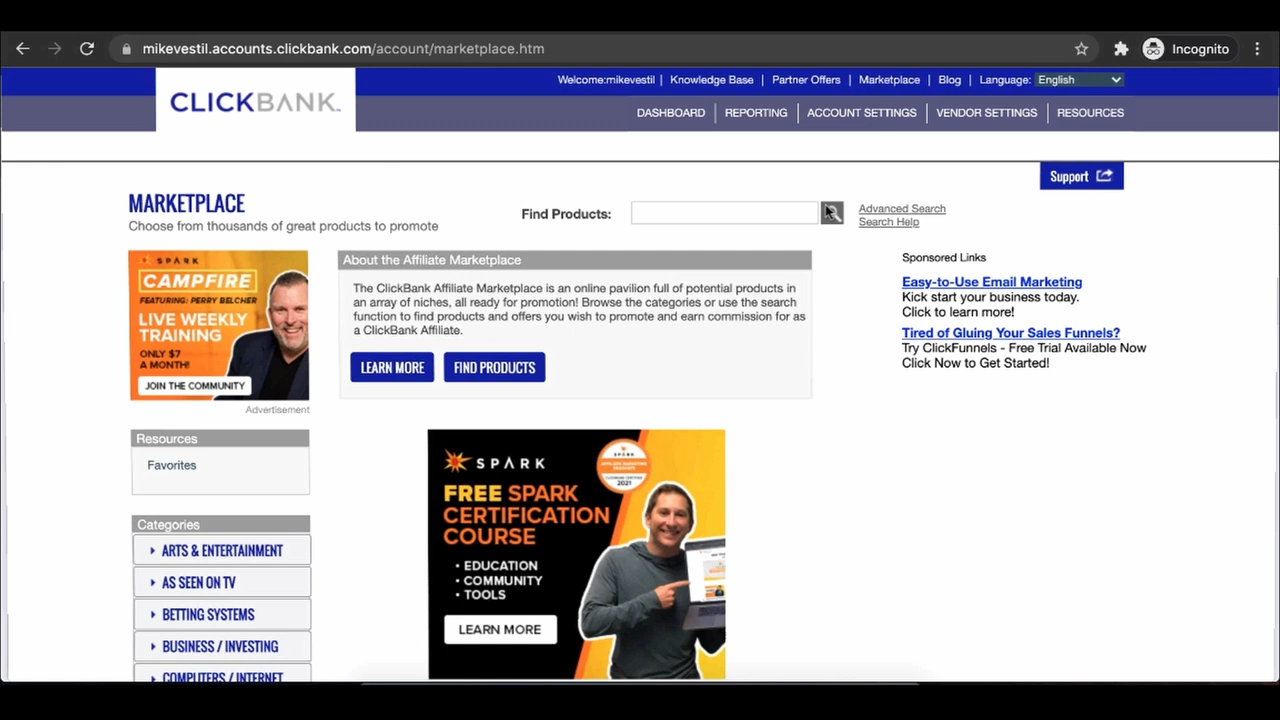 mikevestil.accounts.clickbank.com/account/marketplace.htm
Incognito
Welcome:mikevestil | Knowledge Base | Partner Offers | Marketplace | Blog | Language: English
CLICKBANK
DASHBOARD | REPORTING | ACCOUNT SETTINGS | VENDOR SETTINGS | RESOURCES
Support
MARKETPLACE
Choose from thousands of great products to promote
Find Products:
Advanced Search
Search Help
SPARK
CAMPFIRE
FEATURING: PERRY BELCHER
LIVE WEEKLY
TRAINING
ONLY $7
A MONTH!
JOIN THE COMMUNITY
Advertisement
About the Affiliate Marketplace
The ClickBank Affiliate Marketplace is an online pavilion full of potential products in
an array of niches, all ready for promotion! Browse the categories or use the search
function to find products and offers you wish to promote and earn commission for as
a ClickBank Affiliate.
LEARN MORE
FIND PRODUCTS
Sponsored Links
Easy-to-Use Email Marketing
Kick start your business today.
Click to learn more!
Tired of Gluing Your Sales Funnels?
Try ClickFunnels - Free Trial Available Now
Click Now to Get Started!
Resources
Favorites
Categories
ARTS & ENTERTAINMENT
AS SEEN ON TV
BETTING SYSTEMS
BUSINESS / INVESTING
COMPUTERS / INTERNET
SPARK
FREE SPARK
CERTIFICATION
COURSE
• EDUCATION
• COMMUNITY
• TOOLS
LEARN MORE
SPARK
2021